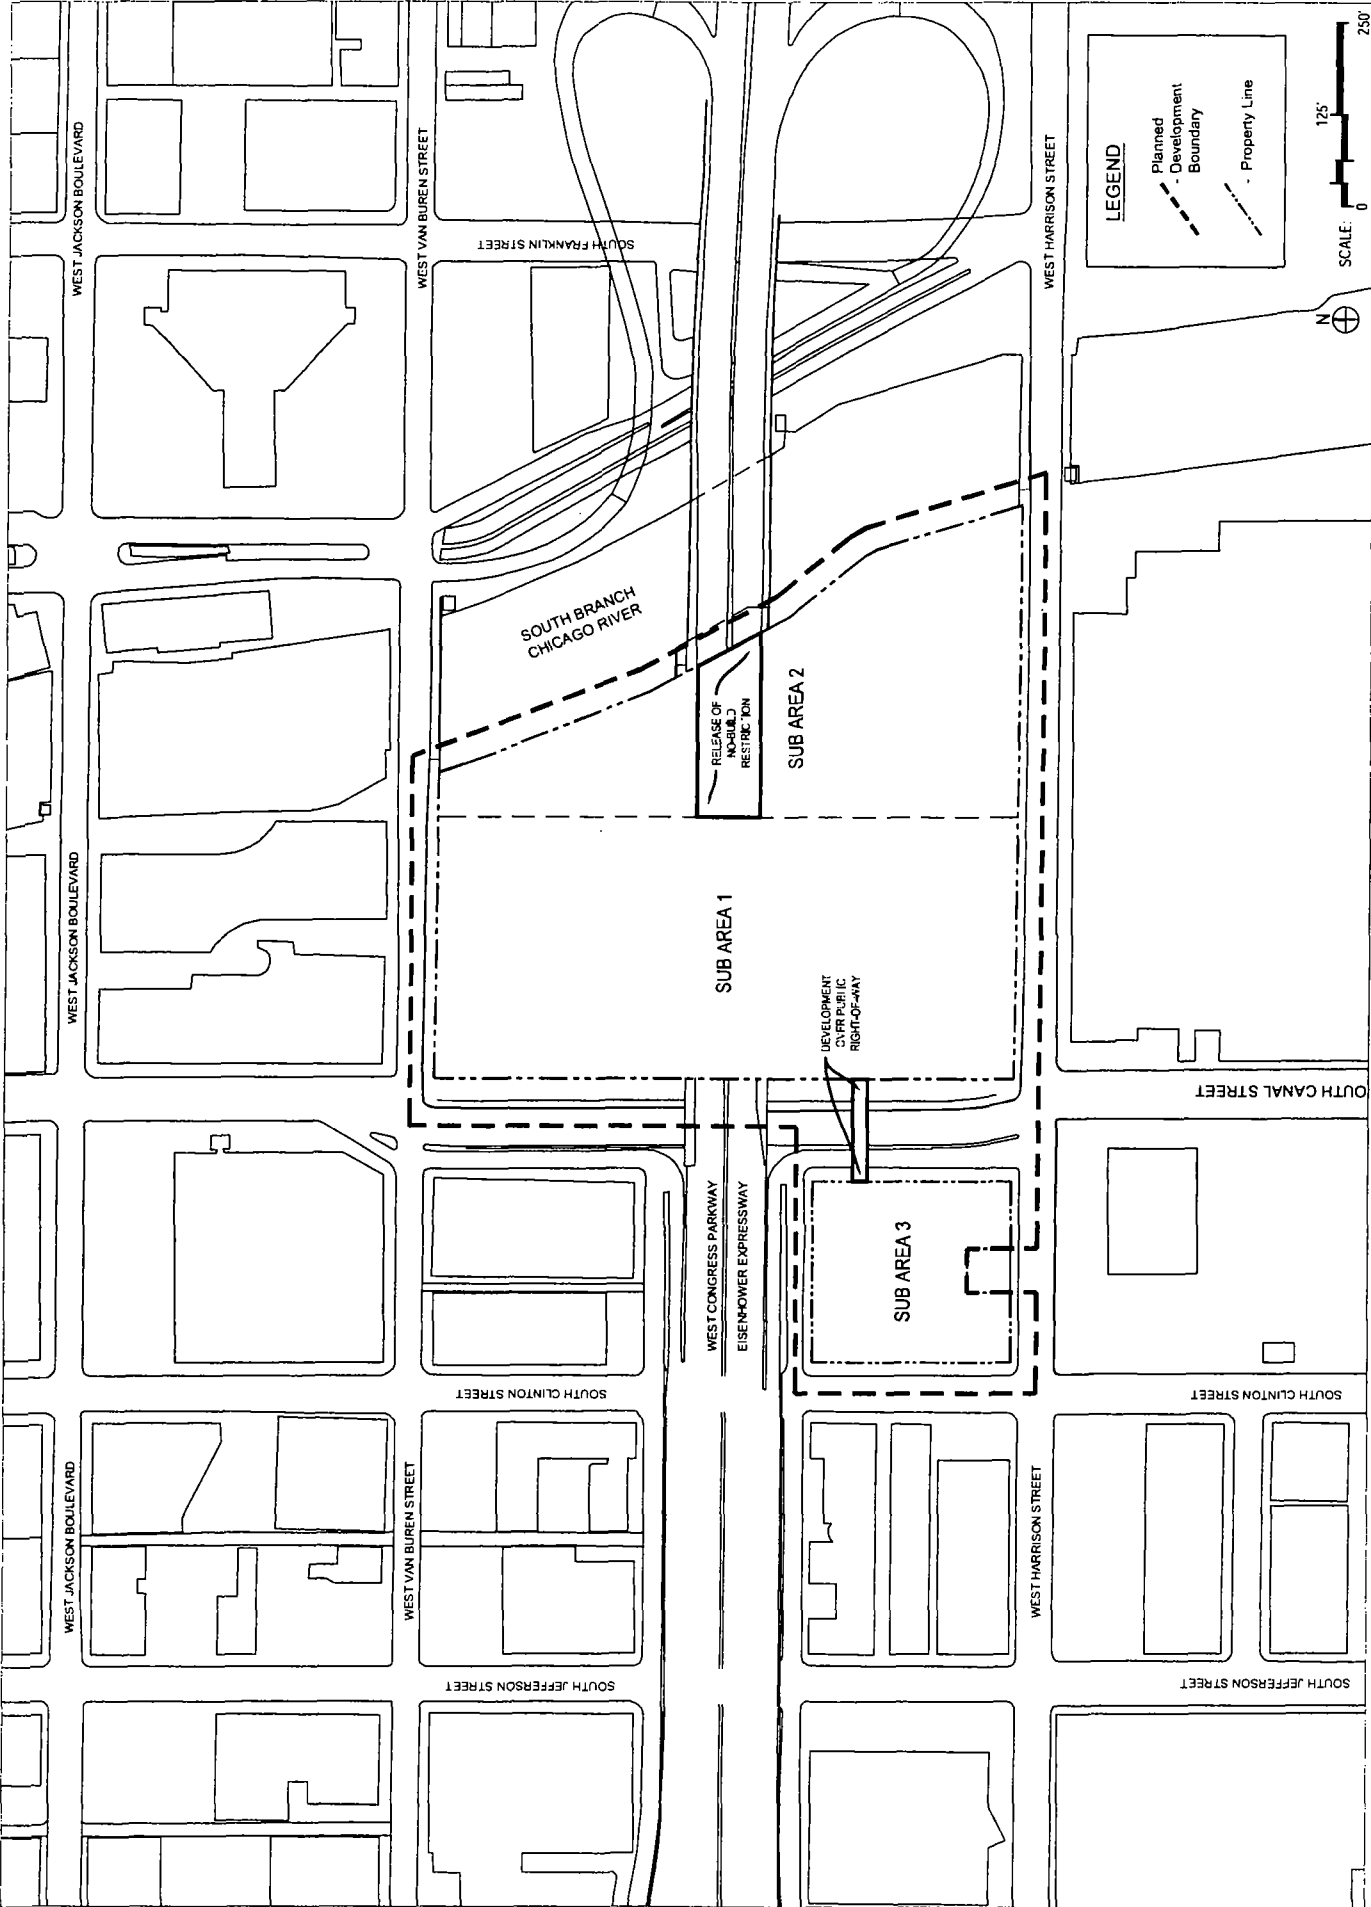 WEST JACKSON BOULEVARD
WEST JACKSON BOULEVARD
WEST JACKSON BOULEVARD
WEST VAN BUREN STREET
WEST VAN BUREN STREET
SOUTH JEFFERSON STREET
SOUTH CLINTON STREET
SOUTH FRANKLIN STREET
SOUTH BRANCH
CHICAGO RIVER
WEST CONGRESS PARKWAY
EISENHOWER EXPRESSWAY
SUB AREA 1
RELEASE OF
NO-BUILD
RESTRICTION
SUB AREA 2
DEVELOPMENT
OVER PUBLIC
RIGHT-OF-WAY
SUB AREA 3
WEST HARRISON STREET
WEST HARRISON STREET
SOUTH JEFFERSON STREET
SOUTH CLINTON STREET
OUTH CANAL STREET
LEGEND
- Planned
Development
Boundary
- Property Line
N
SCALE:
0
125'
250'